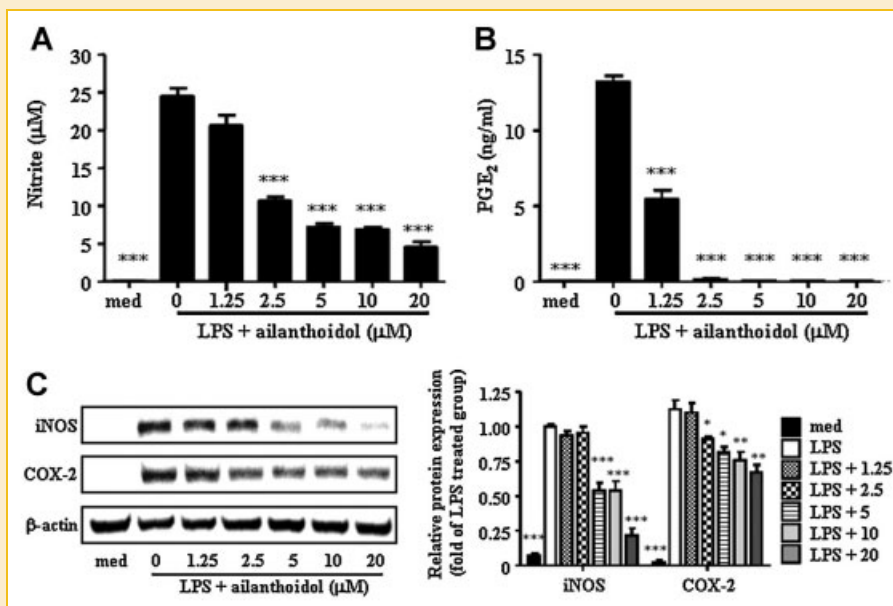 A
Nitrite (μM)
30
25
20
15
10
5
0
***
***
***
***
***
med 0 1.25 2.5 5 10 20
LPS + ailanthoidol (μM)
B
PGE2 (ng/ml)
15
10
5
0
***
***
***
***
***
***
med 0 1.25 2.5 5 10 20
LPS + ailanthoidol (μM)
C
iNOS
COX-2
β-actin
med 0 1.25 2.5 5 10 20
LPS + ailanthoidol (μM)
Relative protein expression
(fold of LPS treated group)
1.25
1.00
0.75
0.50
0.25
0
***
***
***
***
***
*
*
**
**
iNOS COX-2
med
LPS
LPS + 1.25
LPS + 2.5
LPS + 5
LPS + 10
LPS + 20